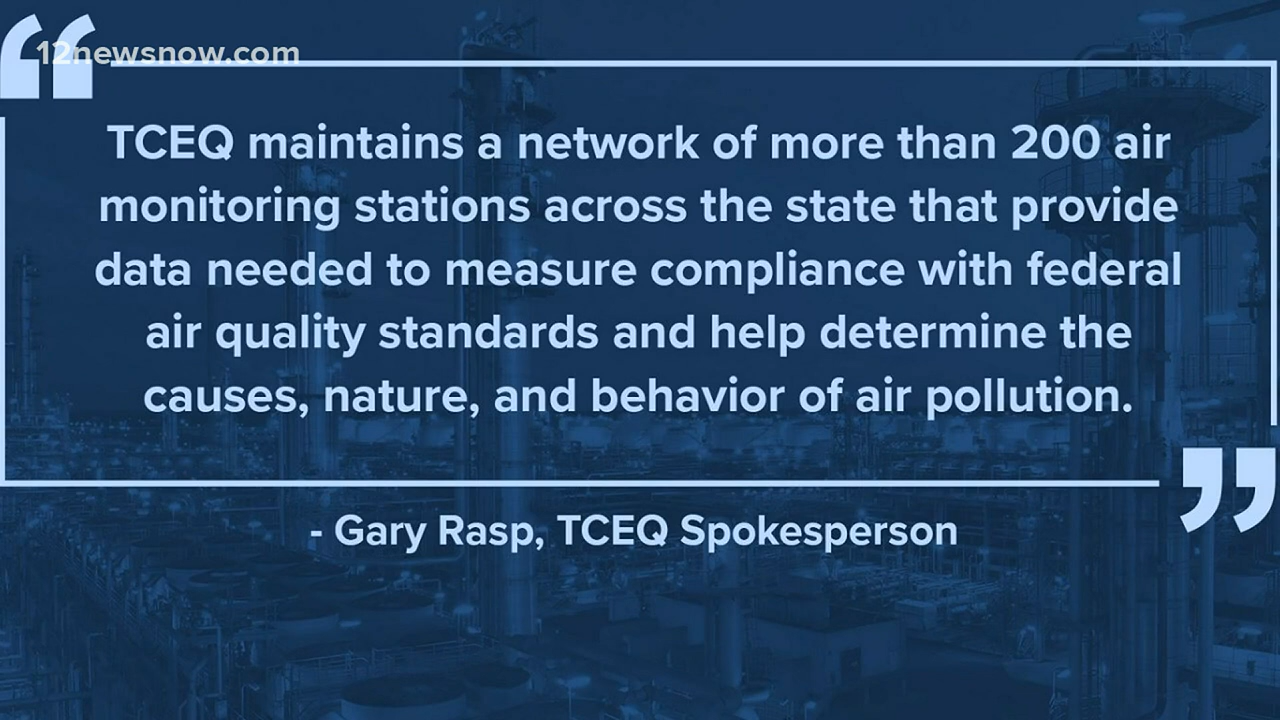 12newsnow.com
“
TCEQ maintains a network of more than 200 air
monitoring stations across the state that provide
data needed to measure compliance with federal
air quality standards and help determine the
causes, nature, and behavior of air pollution.
”
- Gary Rasp, TCEQ Spokesperson